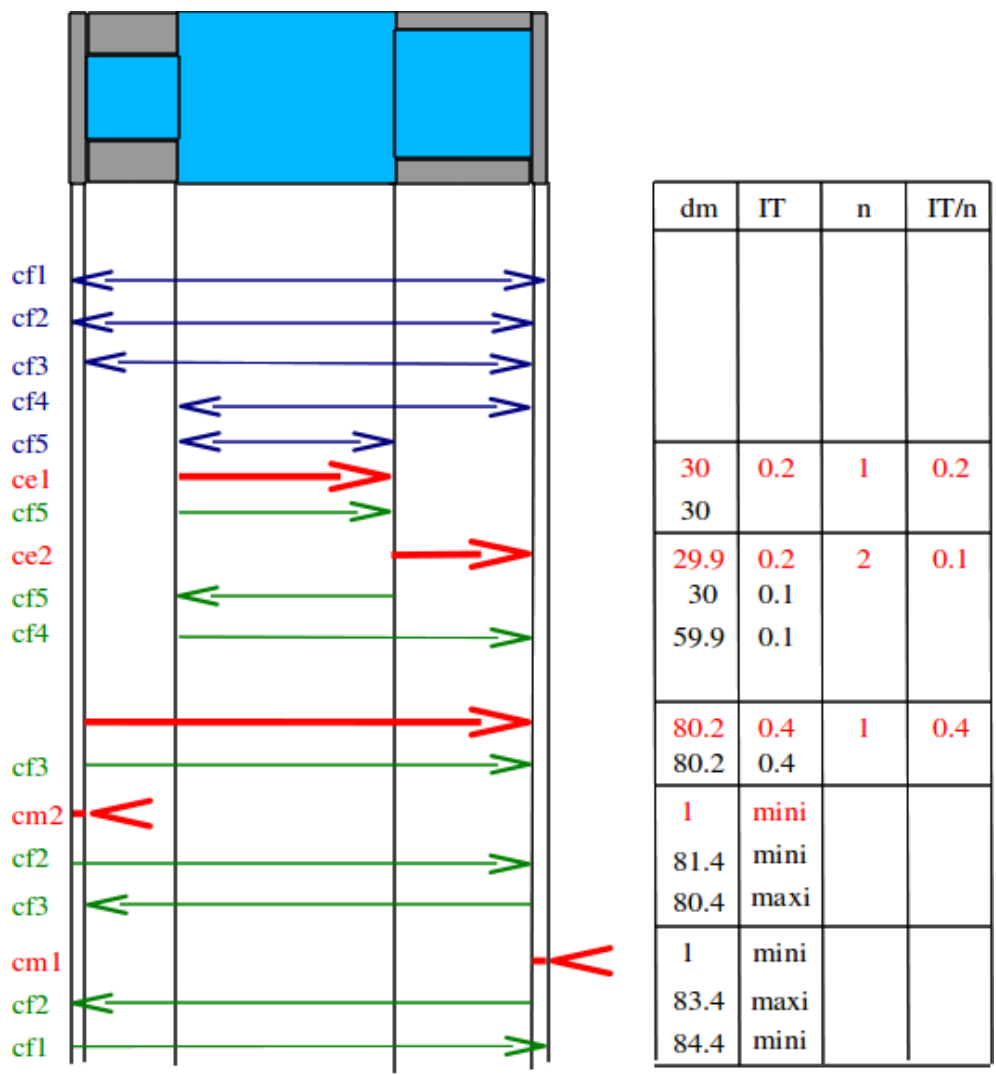 dm IT n IT/n
cf1
cf2
cf3
cf4
cf5
ce1 30 0.2 1 0.2
cf5 30
ce2 29.9 0.2 2 0.1
cf5 30 0.1
cf4 59.9 0.1
80.2 0.4 1 0.4
cf3 80.2 0.4
cm2 1 mini
cf2 81.4 mini
cf3 80.4 maxi
cm1 1 mini
cf2 83.4 maxi
cf1 84.4 mini